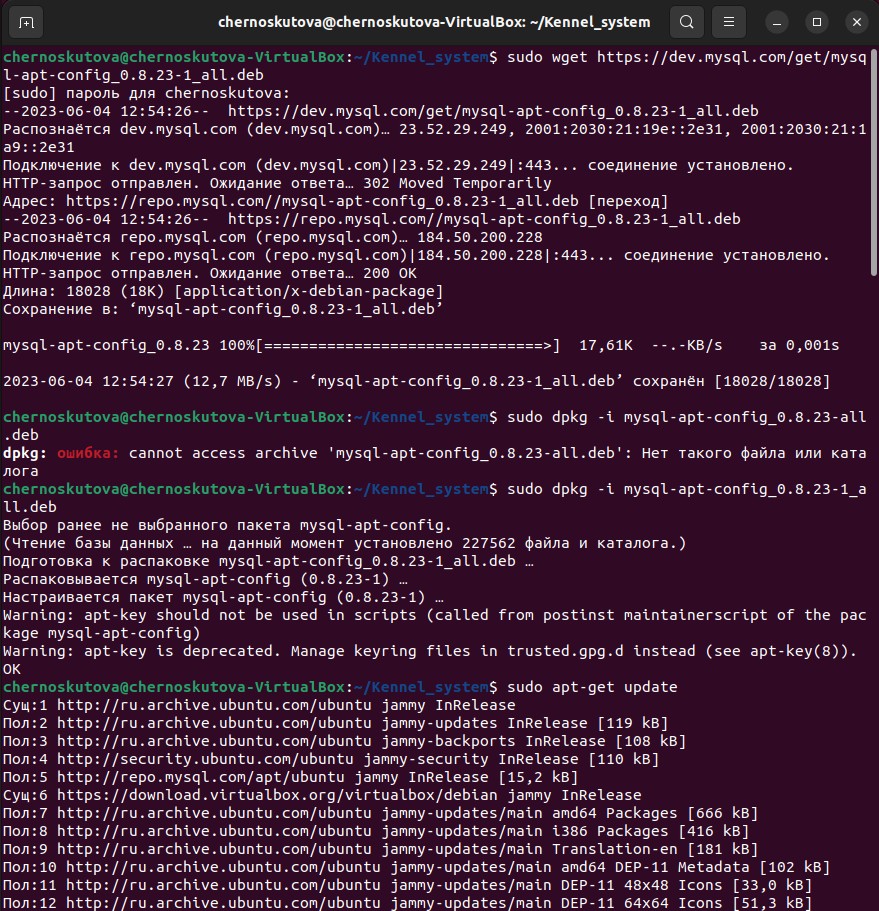 chernoskutova@chernoskutova-VirtualBox: ~/Kennel_system
chernoskutova@chernoskutova-VirtualBox:~/Kennel_system$ sudo wget https://dev.mysql.com/get/mysq
l-apt-config_0.8.23-1_all.deb
[sudo] пароль для chernoskutova:
--2023-06-04 12:54:26--  https://dev.mysql.com/get/mysql-apt-config_0.8.23-1_all.deb
Распознаётся dev.mysql.com (dev.mysql.com)… 23.52.29.249, 2001:2030:21:19e::2e31, 2001:2030:21:1
a9::2e31
Подключение к dev.mysql.com (dev.mysql.com)|23.52.29.249|:443... соединение установлено.
HTTP-запрос отправлен. Ожидание ответа… 302 Moved Temporarily
Адрес: https://repo.mysql.com//mysql-apt-config_0.8.23-1_all.deb [переход]
--2023-06-04 12:54:26--  https://repo.mysql.com//mysql-apt-config_0.8.23-1_all.deb
Распознаётся repo.mysql.com (repo.mysql.com)… 184.50.200.228
Подключение к repo.mysql.com (repo.mysql.com)|184.50.200.228|:443... соединение установлено.
HTTP-запрос отправлен. Ожидание ответа… 200 OK
Длина: 18028 (18K) [application/x-debian-package]
Сохранение в: ‘mysql-apt-config_0.8.23-1_all.deb’
mysql-apt-config_0.8.23 100%[===============================>]  17,61K  --.-KB/s    за 0,001s
2023-06-04 12:54:27 (12,7 MB/s) - ‘mysql-apt-config_0.8.23-1_all.deb’ сохранён [18028/18028]
chernoskutova@chernoskutova-VirtualBox:~/Kennel_system$ sudo dpkg -i mysql-apt-config_0.8.23-all
.deb
dpkg: ошибка: cannot access archive 'mysql-apt-config_0.8.23-all.deb': Нет такого файла или ката
лога
chernoskutova@chernoskutova-VirtualBox:~/Kennel_system$ sudo dpkg -i mysql-apt-config_0.8.23-1_a
ll.deb
Выбор ранее не выбранного пакета mysql-apt-config.
(Чтение базы данных … на данный момент установлено 227562 файла и каталога.)
Подготовка к распаковке mysql-apt-config_0.8.23-1_all.deb …
Распаковывается mysql-apt-config (0.8.23-1) …
Настраивается пакет mysql-apt-config (0.8.23-1) …
Warning: apt-key should not be used in scripts (called from postinst maintainerscript of the pac
kage mysql-apt-config)
Warning: apt-key is deprecated. Manage keyring files in trusted.gpg.d instead (see apt-key(8)).
OK
chernoskutova@chernoskutova-VirtualBox:~/Kennel_system$ sudo apt-get update
Сущ:1 http://ru.archive.ubuntu.com/ubuntu jammy InRelease
Пол:2 http://ru.archive.ubuntu.com/ubuntu jammy-updates InRelease [119 kB]
Пол:3 http://ru.archive.ubuntu.com/ubuntu jammy-backports InRelease [108 kB]
Пол:4 http://security.ubuntu.com/ubuntu jammy-security InRelease [110 kB]
Пол:5 http://repo.mysql.com/apt/ubuntu jammy InRelease [15,2 kB]
Сущ:6 https://download.virtualbox.org/virtualbox/debian jammy InRelease
Пол:7 http://ru.archive.ubuntu.com/ubuntu jammy-updates/main amd64 Packages [666 kB]
Пол:8 http://ru.archive.ubuntu.com/ubuntu jammy-updates/main i386 Packages [416 kB]
Пол:9 http://ru.archive.ubuntu.com/ubuntu jammy-updates/main Translation-en [181 kB]
Пол:10 http://ru.archive.ubuntu.com/ubuntu jammy-updates/main amd64 DEP-11 Metadata [102 kB]
Пол:11 http://ru.archive.ubuntu.com/ubuntu jammy-updates/main DEP-11 48x48 Icons [33,0 kB]
Пол:12 http://ru.archive.ubuntu.com/ubuntu jammy-updates/main DEP-11 64x64 Icons [51,3 kB]